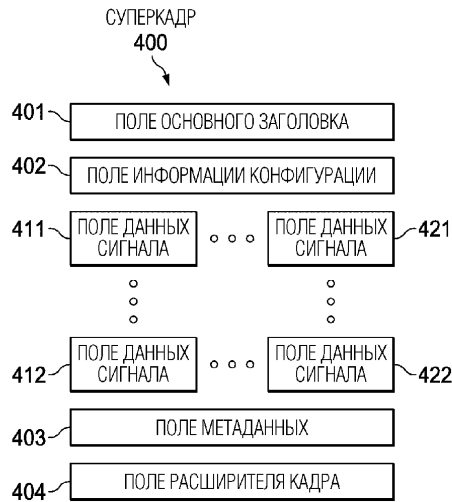 СУПЕРКАДР
400
401
ПОЛЕ ОСНОВНОГО ЗАГОЛОВКА
402
ПОЛЕ ИНФОРМАЦИИ КОНФИГУРАЦИИ
411
ПОЛЕ ДАННЫХ
СИГНАЛА
ПОЛЕ ДАННЫХ
СИГНАЛА
421
412
ПОЛЕ ДАННЫХ
СИГНАЛА
ПОЛЕ ДАННЫХ
СИГНАЛА
422
403
ПОЛЕ МЕТАДАННЫХ
404
ПОЛЕ РАСШИРИТЕЛЯ КАДРА